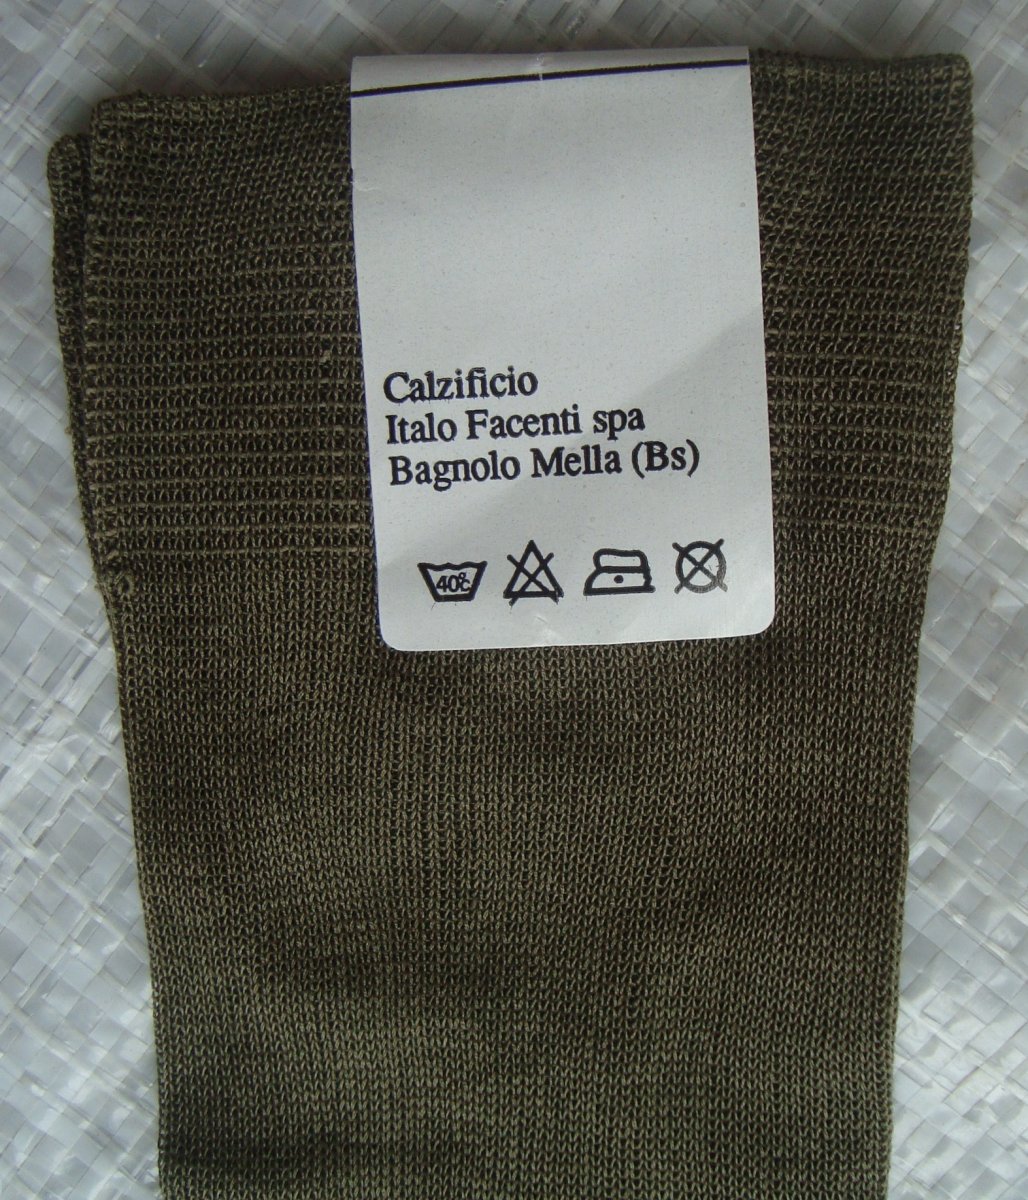 Calzificio
Italo Facenti spa
Bagnolo Mella (Bs)
40°C